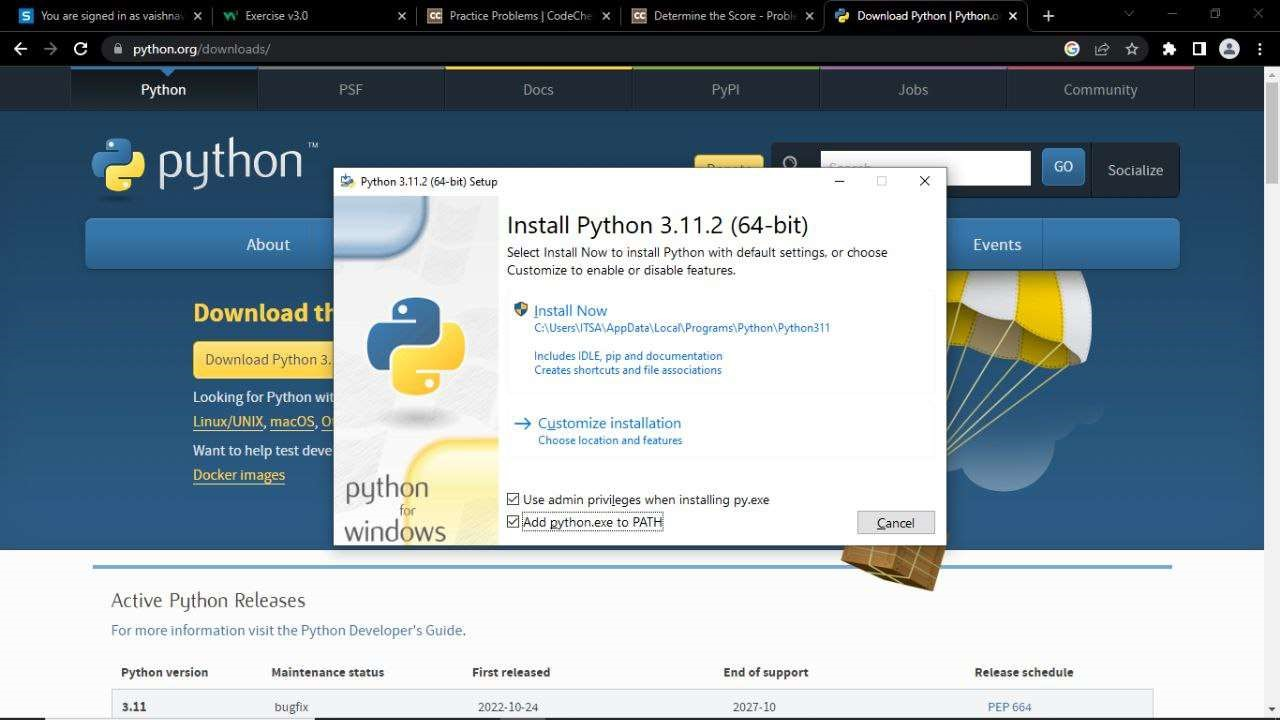 You are signed in as vaishnav
Exercise v3.0
Practice Problems | CodeChe
Determine the Score - Proble
Download Python | Python.o
python.org/downloads/
Python
PSF
Docs
PyPI
Jobs
Community
python™
Donate
Search
GO
Socialize
About
Events
Python 3.11.2 (64-bit) Setup
Install Python 3.11.2 (64-bit)
Select Install Now to install Python with default settings, or choose
Customize to enable or disable features.
Install Now
C:\Users\ITSA\AppData\Local\Programs\Python\Python311
Includes IDLE, pip and documentation
Creates shortcuts and file associations
Customize installation
Choose location and features
Use admin privileges when installing py.exe
Add python.exe to PATH
Cancel
python
for
windows
Download th
Download Python 3.
Looking for Python wit
Linux/UNIX, macOS, O
Want to help test deve
Docker images
Active Python Releases
For more information visit the Python Developer's Guide.
Python version Maintenance status First released End of support Release schedule
3.11 bugfix 2022-10-24 2027-10 PEP 664